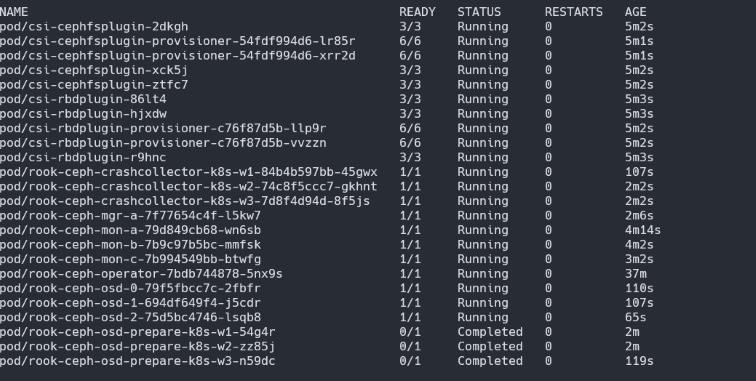 NAME READY STATUS RESTARTS AGE
pod/csi-cephfsplugin-2dkgh 3/3 Running 0 5m2s
pod/csi-cephfsplugin-provisioner-54fdf994d6-lr85r 6/6 Running 0 5m1s
pod/csi-cephfsplugin-provisioner-54fdf994d6-xrr2d 6/6 Running 0 5m1s
pod/csi-cephfsplugin-xck5j 3/3 Running 0 5m2s
pod/csi-cephfsplugin-ztfc7 3/3 Running 0 5m2s
pod/csi-rbdplugin-86lt4 3/3 Running 0 5m3s
pod/csi-rbdplugin-hjxdw 3/3 Running 0 5m3s
pod/csi-rbdplugin-provisioner-c76f87d5b-llp9r 6/6 Running 0 5m2s
pod/csi-rbdplugin-provisioner-c76f87d5b-vvzzn 6/6 Running 0 5m2s
pod/csi-rbdplugin-r9hnc 3/3 Running 0 5m3s
pod/rook-ceph-crashcollector-k8s-w1-84b4b597bb-45gwx 1/1 Running 0 107s
pod/rook-ceph-crashcollector-k8s-w2-74c8f5ccc7-gkhnt 1/1 Running 0 2m2s
pod/rook-ceph-crashcollector-k8s-w3-7d8f4d94d-8f5js 1/1 Running 0 2m2s
pod/rook-ceph-mgr-a-7f77654c4f-l5kw7 1/1 Running 0 2m6s
pod/rook-ceph-mon-a-79d849cb68-wn6sb 1/1 Running 0 4m14s
pod/rook-ceph-mon-b-7b9c97b5bc-mmfsk 1/1 Running 0 4m2s
pod/rook-ceph-mon-c-7b994549bb-btwfg 1/1 Running 0 3m2s
pod/rook-ceph-operator-7bdb744878-5nx9s 1/1 Running 0 37m
pod/rook-ceph-osd-0-79f5fbcc7c-2fbfr 1/1 Running 0 110s
pod/rook-ceph-osd-1-694df649f4-j5cdr 1/1 Running 0 107s
pod/rook-ceph-osd-2-75d5bc4746-lsqb8 1/1 Running 0 65s
pod/rook-ceph-osd-prepare-k8s-w1-54g4r 0/1 Completed 0 2m
pod/rook-ceph-osd-prepare-k8s-w2-zz85j 0/1 Completed 0 2m
pod/rook-ceph-osd-prepare-k8s-w3-n59dc 0/1 Completed 0 119s